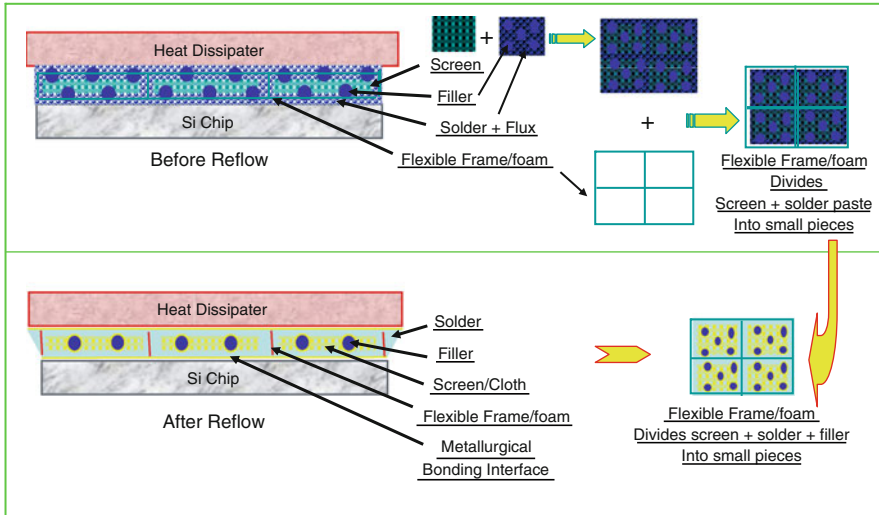 Heat Dissipater
Si Chip
Before Reflow
+
Screen
Filler
Solder + Flux
Flexible Frame/foam
+
Flexible Frame/foam
Divides
Screen + solder paste
Into small pieces
Heat Dissipater
Si Chip
After Reflow
Solder
Filler
Screen/Cloth
Flexible Frame/foam
Metallurgical
Bonding Interface
Flexible Frame/foam
Divides screen + solder + filler
Into small pieces